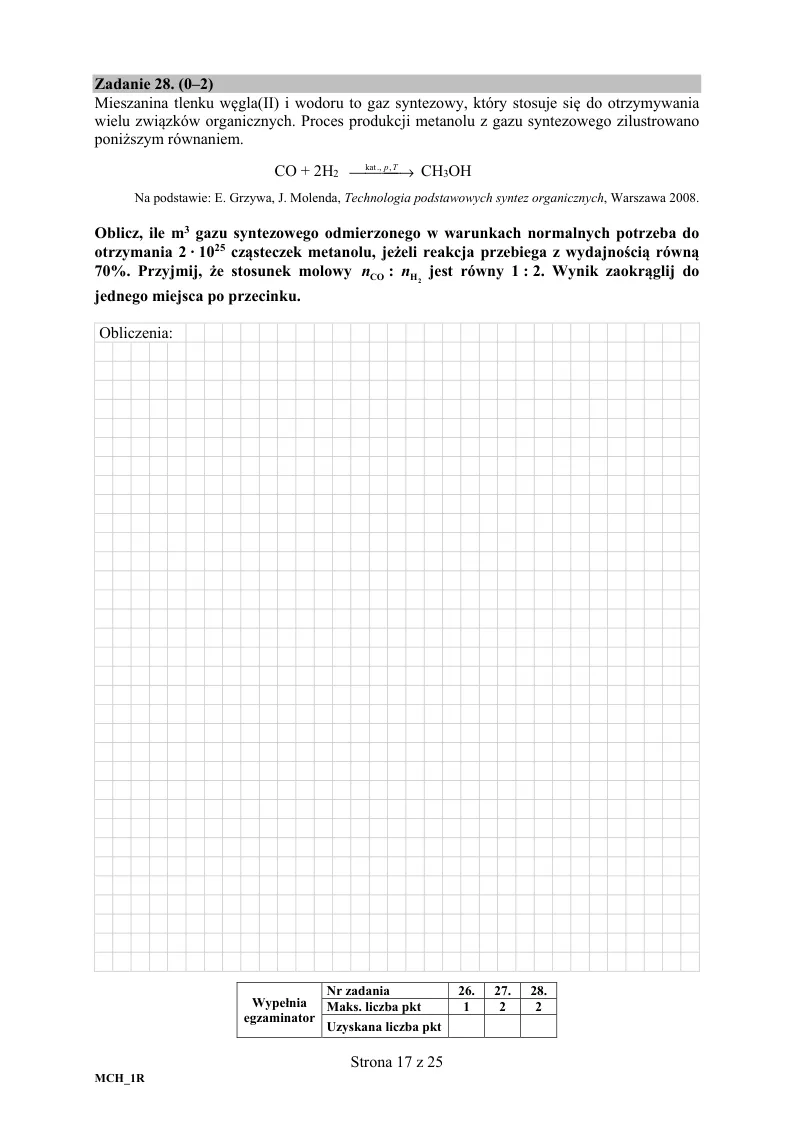 Zadanie 28. (0–2)
Mieszanina tlenku węgla(II) i wodoru to gaz syntezowy, który stosuje się do otrzymywania
wielu związków organicznych. Proces produkcji metanolu z gazu syntezowego zilustrowano
poniższym równaniem.
CO + 2H₂ kat., p, T → CH₃OH
Na podstawie: E. Grzywa, J. Molenda, Technologia podstawowych syntez organicznych, Warszawa 2008.
Oblicz, ile m³ gazu syntezowego odmierzonego w warunkach normalnych potrzeba do
otrzymania 2 · 10²⁵ cząsteczek metanolu, jeżeli reakcja przebiega z wydajnością równą
70%. Przyjmij, że stosunek molowy n_CO : n_H₂ jest równy 1 : 2. Wynik zaokrąglij do
jednego miejsca po przecinku.
Obliczenia:
Wypełnia egzaminator
Nr zadania 26. 27. 28.
Maks. liczba pkt 1 2 2
Uzyskana liczba pkt
Strona 17 z 25
MCH_1R